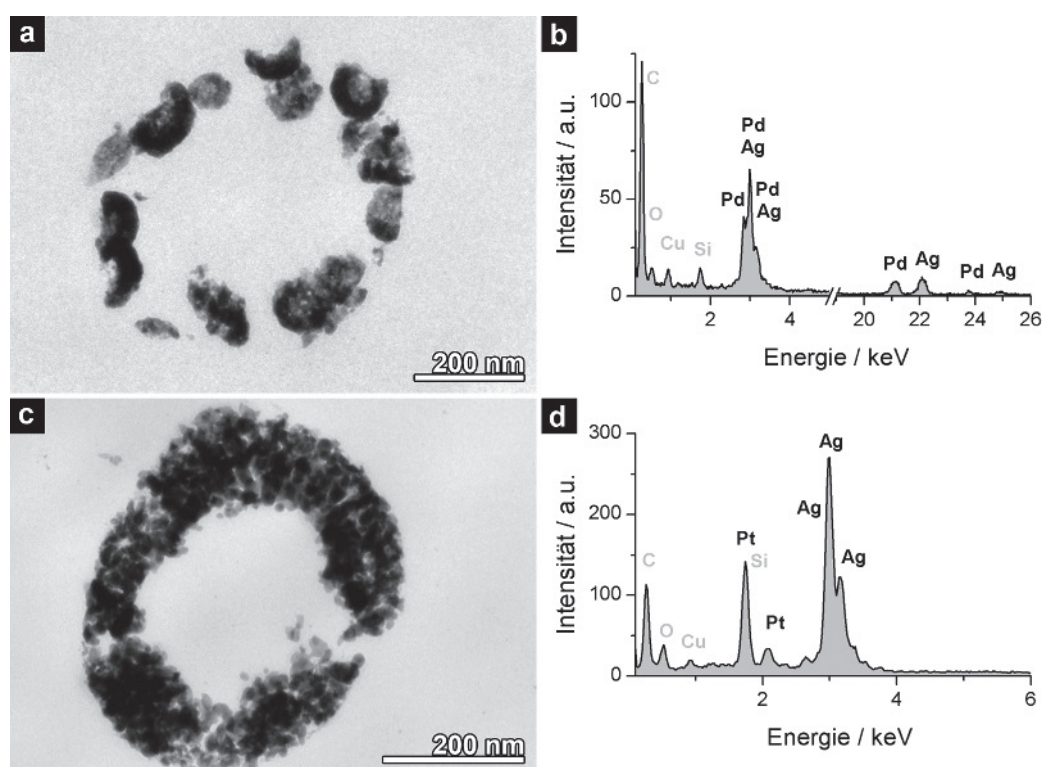 a
200 nm
b
Intensität / a.u.
100
50
0
C
O
Cu
Si
Pd
Pd
Ag
Pd
Ag
Pd
Ag
Pd
Ag
2
4
20
22
24
26
Energie / keV
c
200 nm
d
Intensität / a.u.
300
200
100
0
C
O
Cu
Pt
Si
Pt
Ag
Ag
Ag
2
4
6
Energie / keV